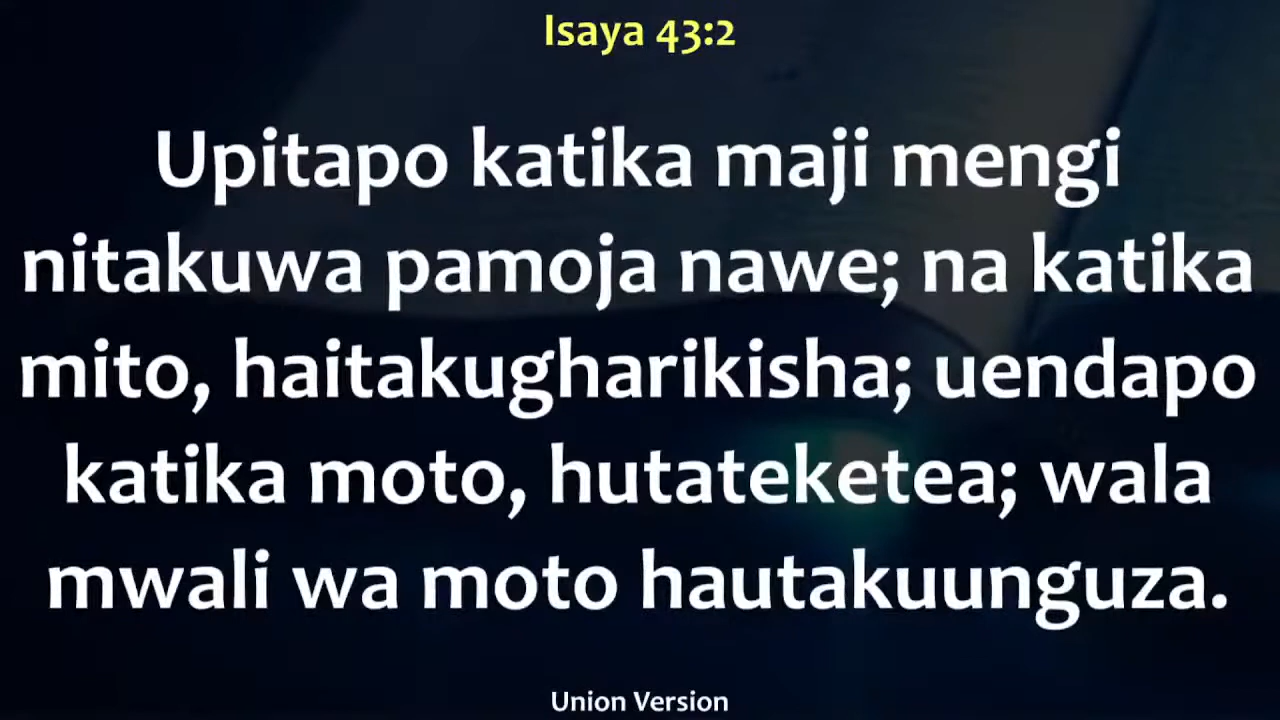 Isaya 43:2
Upitapo katika maji mengi
nitakuwa pamoja nawe; na katika
mito, haitakugharikisha; uendapo
katika moto, hutateketea; wala
mwali wa moto hautakuunguza.
Union Version